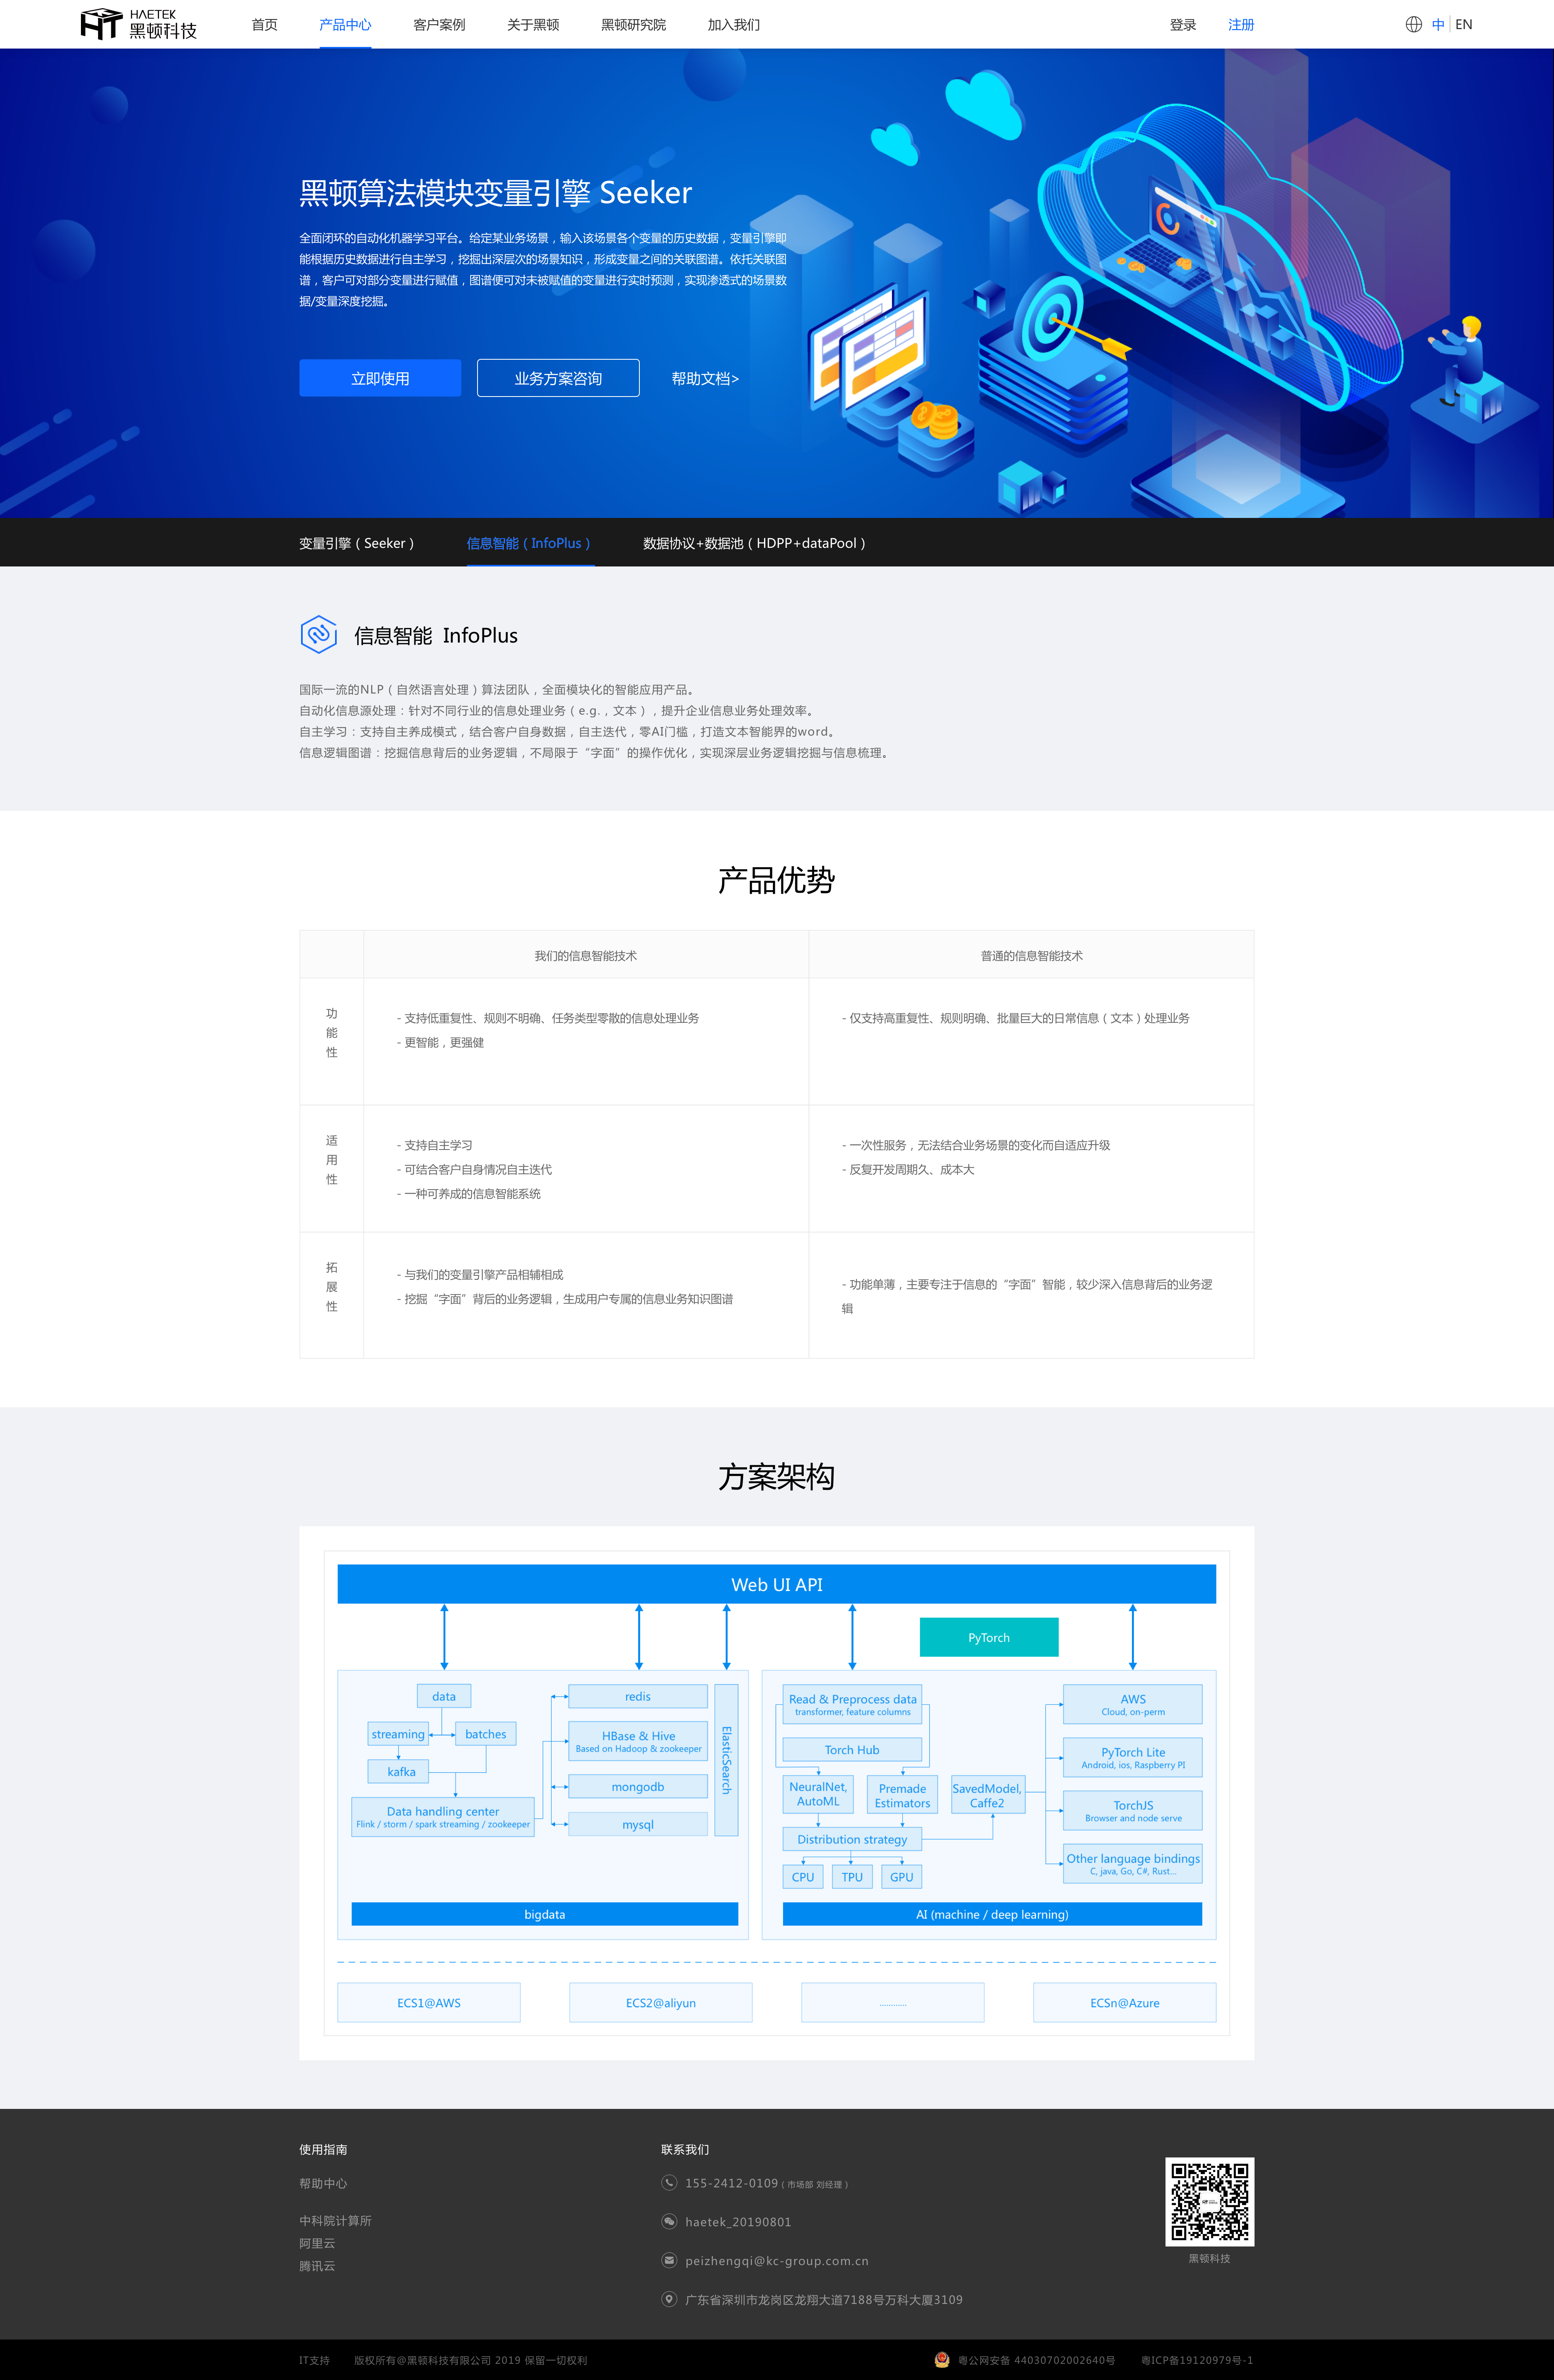 HAETEK
黑顿科技
首页
产品中心
客户案例
关于黑顿
黑顿研究院
加入我们
登录
注册
中
EN
黑顿算法模块变量引擎 Seeker
全面闭环的自动化机器学习平台。给定某业务场景，输入该场景各个变量的历史数据，变量引擎即
能根据历史数据进行自主学习，挖掘出深层次的场景知识，形成变量之间的关联图谱。依托关联图
谱，客户可对部分变量进行赋值，图谱便可对未被赋值的变量进行实时预测，实现渗透式的场景数
据/变量深度挖掘。
立即使用
业务方案咨询
帮助文档>
变量引擎（Seeker）
信息智能（InfoPlus）
数据协议+数据池（HDPP+dataPool）
信息智能 InfoPlus
国际一流的NLP（自然语言处理）算法团队，全面模块化的智能应用产品。
自动化信息源处理：针对不同行业的信息处理业务（e.g.，文本），提升企业信息业务处理效率。
自主学习：支持自主养成模式，结合客户自身数据，自主迭代，零AI门槛，打造文本智能界的word。
信息逻辑图谱：挖掘信息背后的业务逻辑，不局限于“字面”的操作优化，实现深层业务逻辑挖掘与信息梳理。
产品优势
我们的信息智能技术
普通的信息智能技术
功
能
性
- 支持低重复性、规则不明确、任务类型零散的信息处理业务
- 更智能，更强健
- 仅支持高重复性、规则明确、批量巨大的日常信息（文本）处理业务
适
用
性
- 支持自主学习
- 可结合客户自身情况自主迭代
- 一种可养成的信息智能系统
- 一次性服务，无法结合业务场景的变化而自适应升级
- 反复开发周期久、成本大
拓
展
性
- 与我们的变量引擎产品相辅相成
- 挖掘“字面”背后的业务逻辑，生成用户专属的信息业务知识图谱
- 功能单薄，主要专注于信息的“字面”智能，较少深入信息背后的业务逻
辑
方案架构
Web UI API
PyTorch
data
streaming
batches
kafka
Data handling center
Flink / storm / spark streaming / zookeeper
redis
HBase & Hive
Based on Hadoop & zookeeper
mongodb
mysql
ElasticSearch
bigdata
Read & Preprocess data
transformer, feature columns
Torch Hub
NeuralNet,
AutoML
Premade
Estimators
SavedModel,
Caffe2
Distribution strategy
CPU
TPU
GPU
AWS
Cloud, on-perm
PyTorch Lite
Android, ios, Raspberry PI
TorchJS
Browser and node serve
Other language bindings
C, java, Go, C#, Rust...
AI (machine / deep learning)
ECS1@AWS
ECS2@aliyun
............
ECSn@Azure
使用指南
帮助中心
中科院计算所
阿里云
腾讯云
联系我们
155-2412-0109（市场部 刘经理）
haetek_20190801
peizhengqi@kc-group.com.cn
广东省深圳市龙岗区龙翔大道7188号万科大厦3109
黑顿科技
IT支持
版权所有@黑顿科技有限公司 2019 保留一切权利
粤公网安备 44030702002640号
粤ICP备19120979号-1